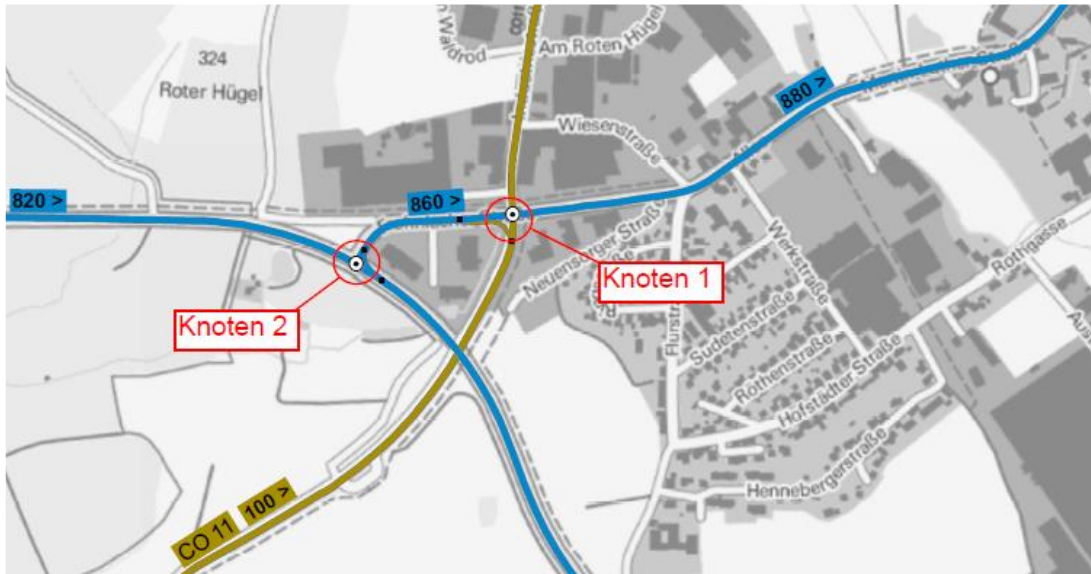 Waldrod
Am Roten Hügel
324
Roter Hügel
880 >
Wiesenstraße
820 >
860 >
Knoten 1
Neuensorger Straße
Werkstraße
Rothgasse
Knoten 2
Flurstraße
Sudetenstraße
Röthenstraße
Hofstädter Straße
Hennebergerstraße
CO 11
100 >